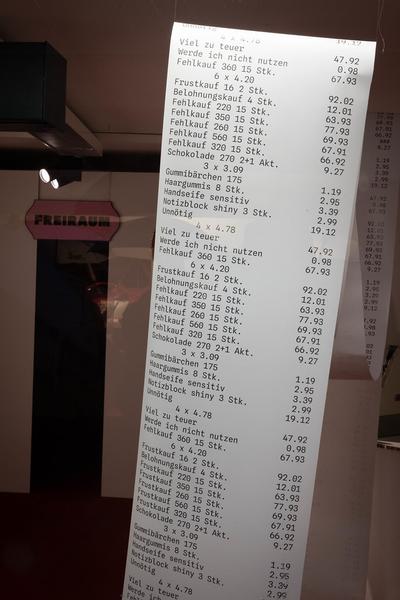 4 x 4.78
Viel zu teuer 47.92
Werde ich nicht nutzen 0.98
Fehlkauf 360 15 Stk. 67.93
6 x 4.20
Frustkauf 16 2 Stk. 92.02
Belohnungskauf 4 Stk. 12.01
Fehlkauf 220 15 Stk. 63.93
Fehlkauf 350 15 Stk. 77.93
Fehlkauf 260 15 Stk. 69.93
Fehlkauf 560 15 Stk. 67.91
Fehlkauf 320 15 Stk. 66.92
Schokolade 270 2+1 Akt. 9.27
3 x 3.09
Gummibärchen 175 1.19
Haargummis 8 Stk. 2.95
Handseife sensitiv 3.39
Notizblock shiny 3 Stk. 2.99
Unnötig 19.12
4 x 4.78
Viel zu teuer 47.92
Werde ich nicht nutzen 0.98
Fehlkauf 360 15 Stk. 67.93
6 x 4.20
Frustkauf 16 2 Stk. 92.02
Belohnungskauf 4 Stk. 12.01
Fehlkauf 220 15 Stk. 63.93
Fehlkauf 350 15 Stk. 77.93
Fehlkauf 260 15 Stk. 69.93
Fehlkauf 560 15 Stk. 67.91
Fehlkauf 320 15 Stk. 66.92
Schokolade 270 2+1 Akt. 9.27
3 x 3.09
Gummibärchen 175 1.19
Haargummis 8 Stk. 2.95
Handseife sensitiv 3.39
Notizblock shiny 3 Stk. 2.99
Unnötig 19.12
4 x 4.78
Viel zu teuer 47.92
Werde ich nicht nutzen 0.98
Fehlkauf 360 15 Stk. 67.93
6 x 4.20
Frustkauf 16 2 Stk. 92.02
Belohnungskauf 4 Stk. 12.01
Fehlkauf 220 15 Stk. 63.93
Fehlkauf 350 15 Stk. 77.93
Fehlkauf 260 15 Stk. 69.93
Fehlkauf 560 15 Stk. 67.91
Fehlkauf 320 15 Stk. 66.92
Schokolade 270 2+1 Akt. 9.27
3 x 3.09
Gummibärchen 175 1.19
Haargummis 8 Stk. 2.95
Handseife sensitiv 3.39
Notizblock shiny 3 Stk. 2.99
Unnötig
4 x 4.78
Viel zu teuer
FREIRAUM